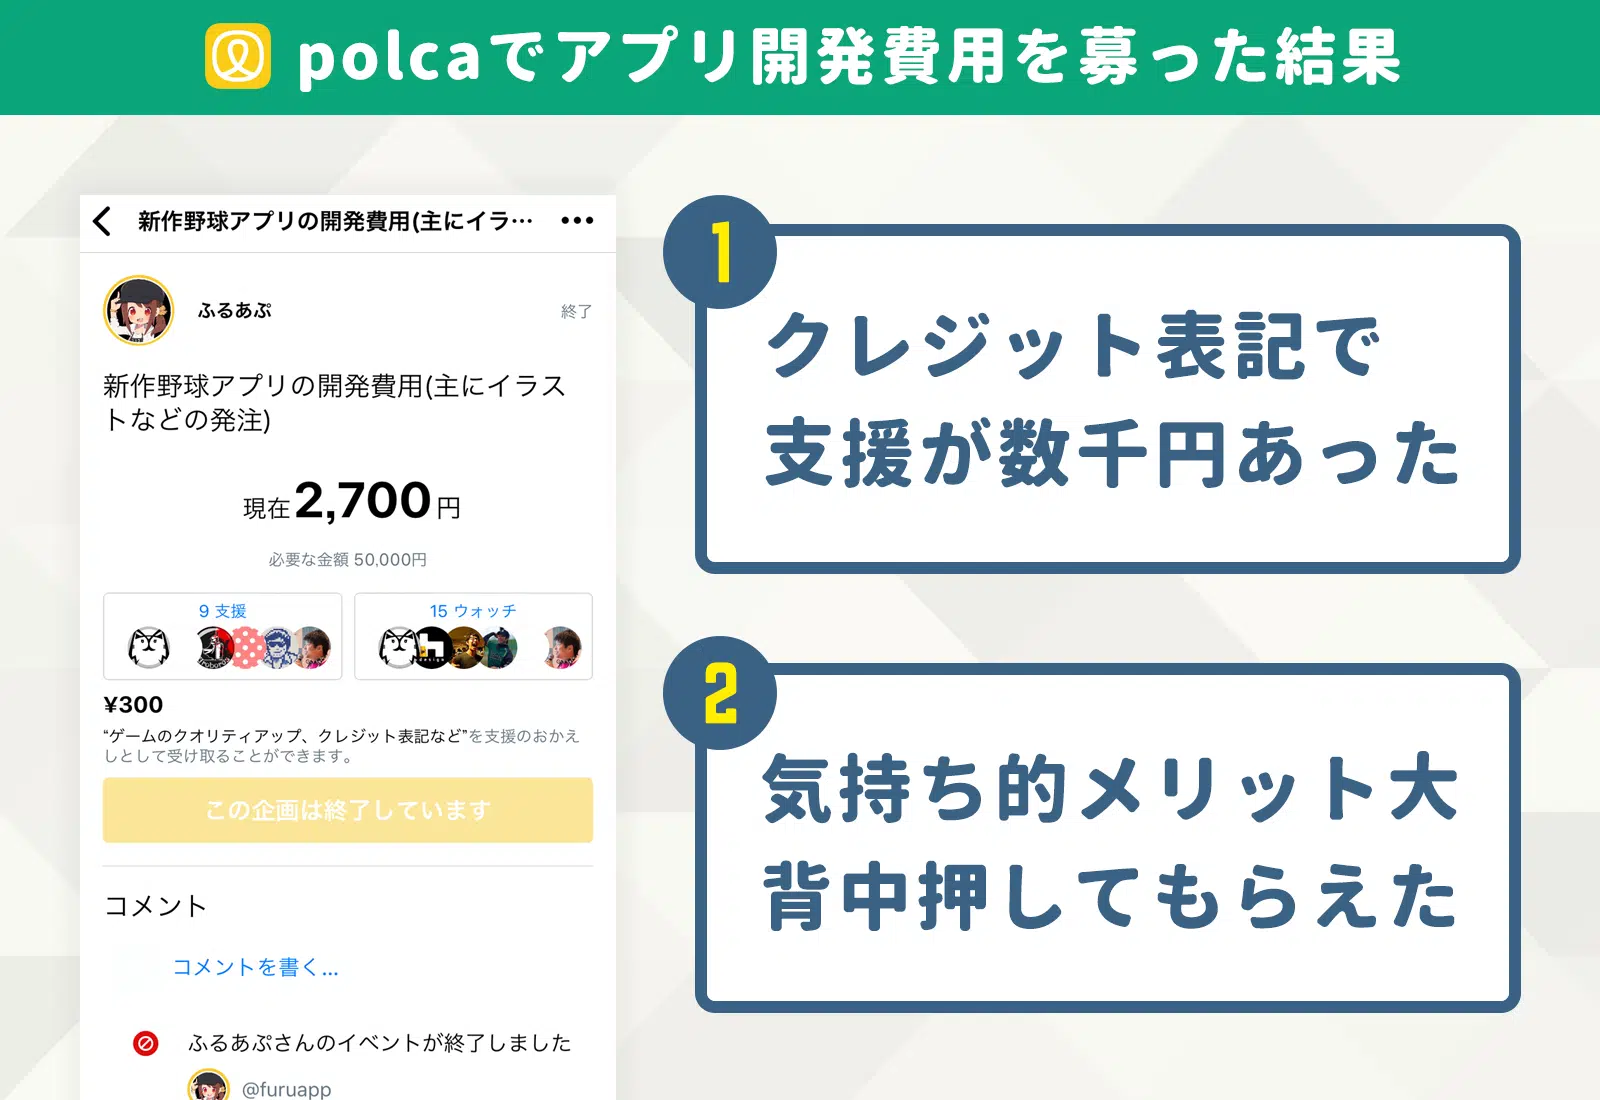 polcaでアプリ開発費用を募った結果
新作野球アプリの開発費用(主にイラ…
ふるあぷ
終了
新作野球アプリの開発費用(主にイラス
トなどの発注)
現在2,700円
必要な金額 50,000円
9 支援
15 ウォッチ
¥300
“ゲームのクオリティアップ、クレジット表記など”を支援のおかえ
しとして受け取ることができます。
この企画は終了しています
コメント
コメントを書く...
ふるあぷさんのイベントが終了しました
@furuapp
1
クレジット表記で
支援が数千円あった
2
気持ち的メリット大
背中押してもらえた